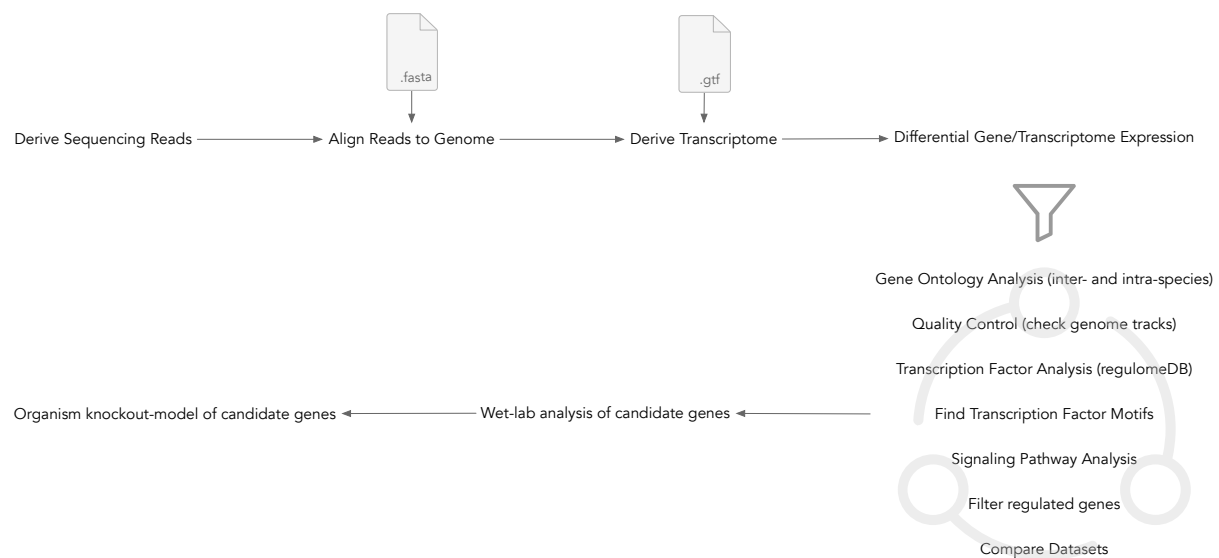 .fasta
.gtf
Derive Sequencing Reads
Align Reads to Genome
Derive Transcriptome
Differential Gene/Transcriptome Expression
Gene Ontology Analysis (inter- and intra-species)
Quality Control (check genome tracks)
Transcription Factor Analysis (regulomeDB)
Organism knockout-model of candidate genes
Wet-lab analysis of candidate genes
Find Transcription Factor Motifs
Signaling Pathway Analysis
Filter regulated genes
Compare Datasets